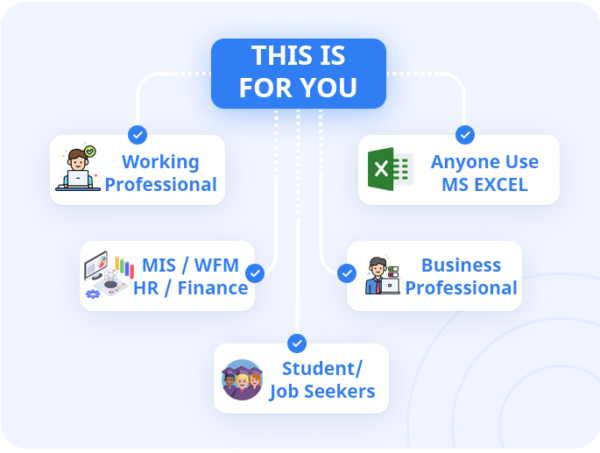 THIS IS
FOR YOU
Working
Professional
Anyone Use
MS EXCEL
MIS / WFM
HR / Finance
Business
Professional
Student/
Job Seekers